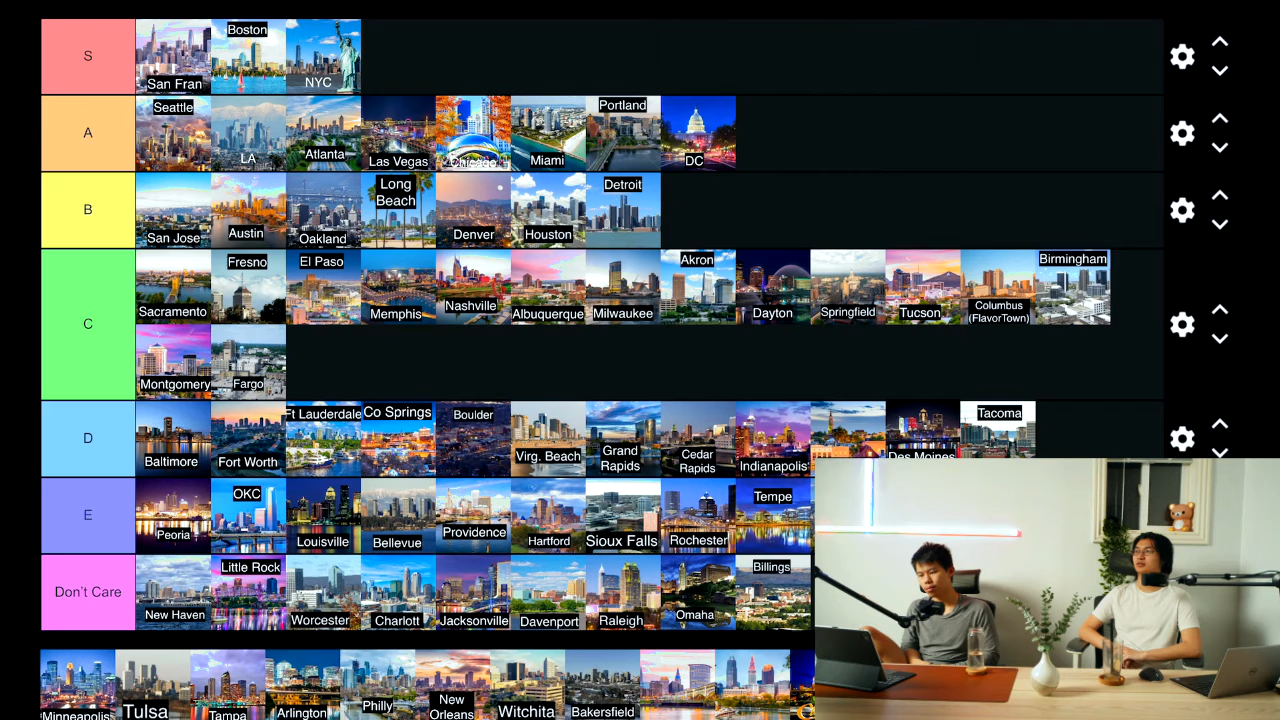 S
San Fran
Boston
NYC
A
Seattle
LA
Atlanta
Las Vegas
Chicago
Miami
Portland
DC
B
San Jose
Austin
Oakland
Long
Beach
Denver
Houston
Detroit
C
Sacramento
Fresno
El Paso
Memphis
Nashville
Albuquerque
Milwaukee
Akron
Dayton
Springfield
Tucson
Columbus
(FlavorTown)
Birmingham
Montgomery
Fargo
D
Baltimore
Fort Worth
Ft Lauderdale
Co Springs
Boulder
Virg. Beach
Grand
Rapids
Cedar
Rapids
Indianapolis
Des Moines
Tacoma
E
Peoria
OKC
Louisville
Bellevue
Providence
Hartford
Sioux Falls
Rochester
Tempe
Don't Care
New Haven
Little Rock
Worcester
Charlott
Jacksonville
Davenport
Raleigh
Omaha
Billings
Minneapolis
Tulsa
Tampa
Arlington
Philly
New
Orleans
Witchita
Bakersfield